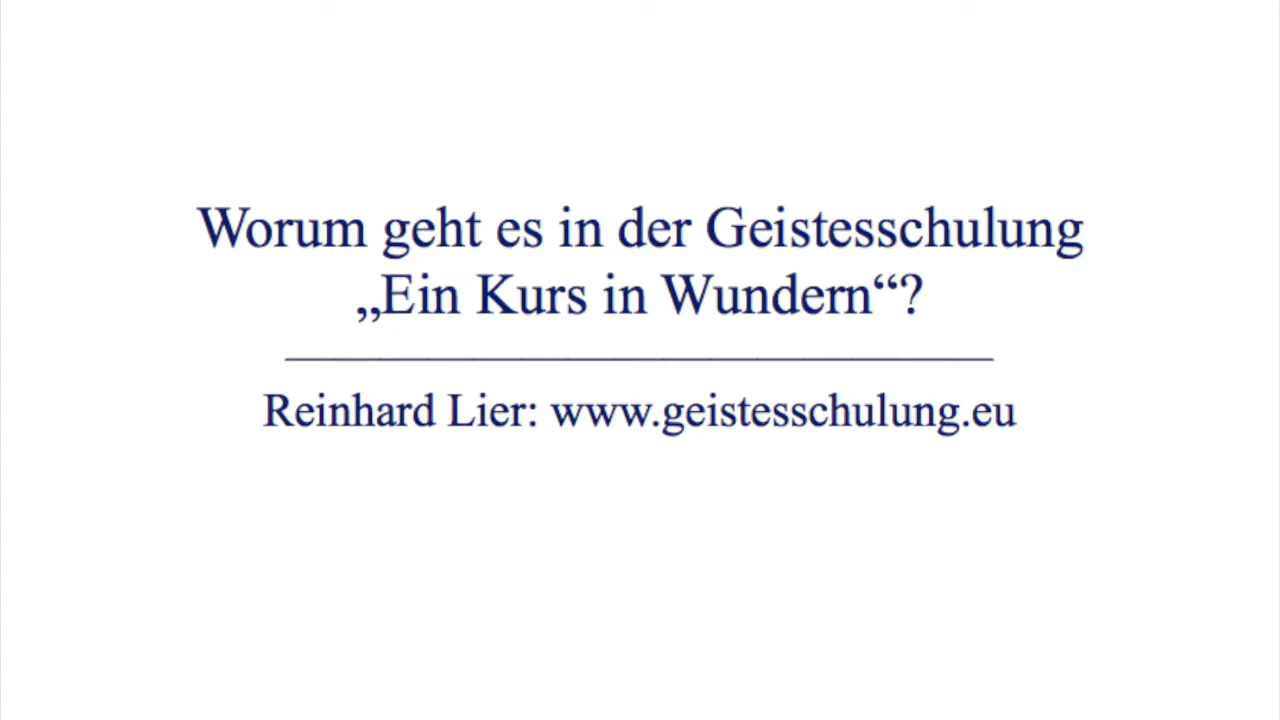 Worum geht es in der Geistesschulung
„Ein Kurs in Wundern“?
Reinhard Lier: www.geistesschulung.eu